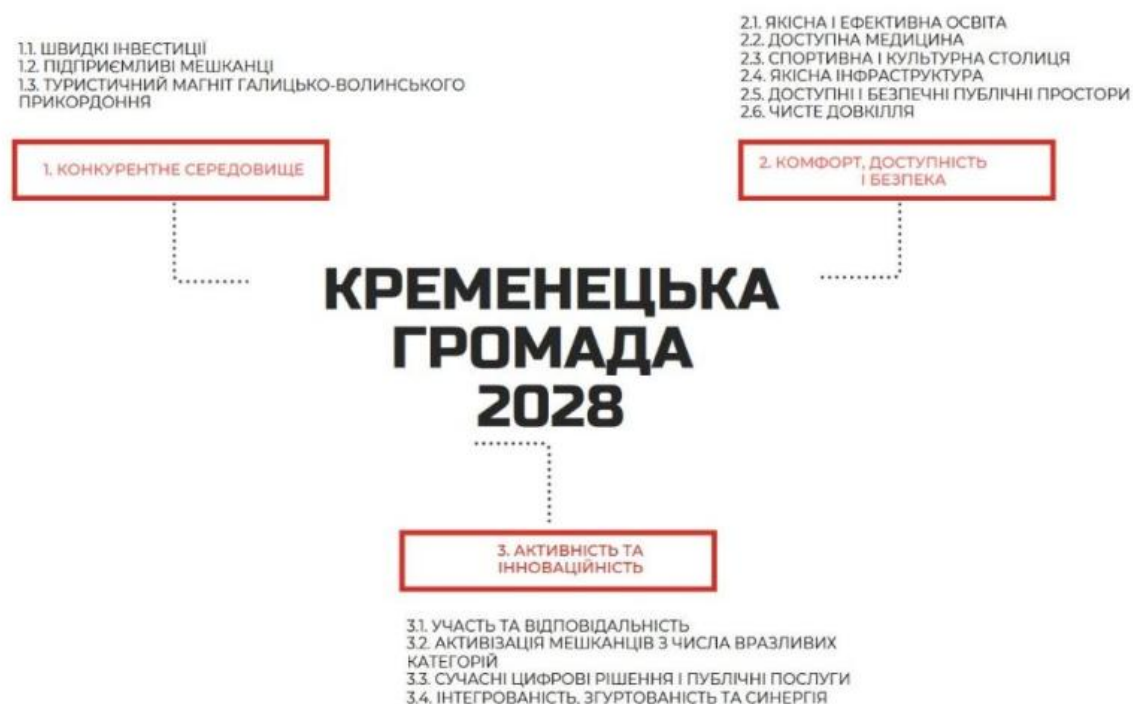 1.1. ШВИДКІ ІНВЕСТИЦІЇ
1.2. ПІДПРИЄМЛИВІ МЕШКАНЦІ
1.3. ТУРИСТИЧНИЙ МАГНІТ ГАЛИЦЬКО-ВОЛИНСЬКОГО
ПРИКОРДОННЯ
1. КОНКУРЕНТНЕ СЕРЕДОВИЩЕ
2.1. ЯКІСНА І ЕФЕКТИВНА ОСВІТА
2.2. ДОСТУПНА МЕДИЦИНА
2.3. СПОРТИВНА І КУЛЬТУРНА СТОЛИЦЯ
2.4. ЯКІСНА ІНФРАСТРУКТУРА
2.5. ДОСТУПНІ І БЕЗПЕЧНІ ПУБЛІЧНІ ПРОСТОРИ
2.6. ЧИСТЕ ДОВКІЛЛЯ
2. КОМФОРТ, ДОСТУПНІСТЬ
І БЕЗПЕКА
КРЕМЕНЕЦЬКА
ГРОМАДА
2028
3. АКТИВНІСТЬ ТА
ІННОВАЦІЙНІСТЬ
3.1. УЧАСТЬ ТА ВІДПОВІДАЛЬНІСТЬ
3.2. АКТИВІЗАЦІЯ МЕШКАНЦІВ З ЧИСЛА ВРАЗЛИВИХ
КАТЕГОРІЙ
3.3. СУЧАСНІ ЦИФРОВІ РІШЕННЯ І ПУБЛІЧНІ ПОСЛУГИ
3.4. ІНТЕГРОВАНІСТЬ, ЗГУРТОВАНІСТЬ ТА СИНЕРГІЯ